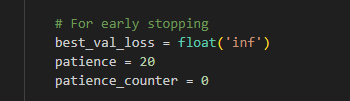 # For early stopping
best_val_loss = float('inf')
patience = 20
patience_counter = 0